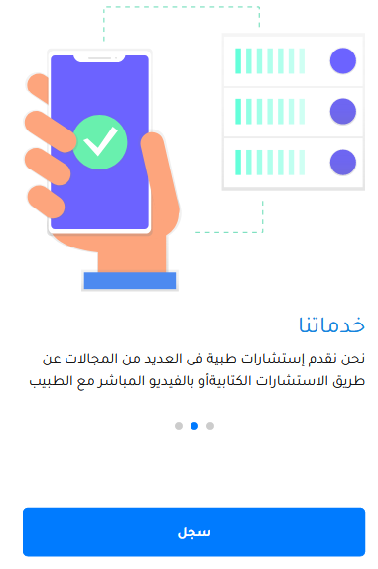 خدماتنا
نحن نقدم إستشارات طبية فى العديد من المجالات عن
طريق الاستشارات الكتابيةأو بالفيديو المباشر مع الطبيب
سجل